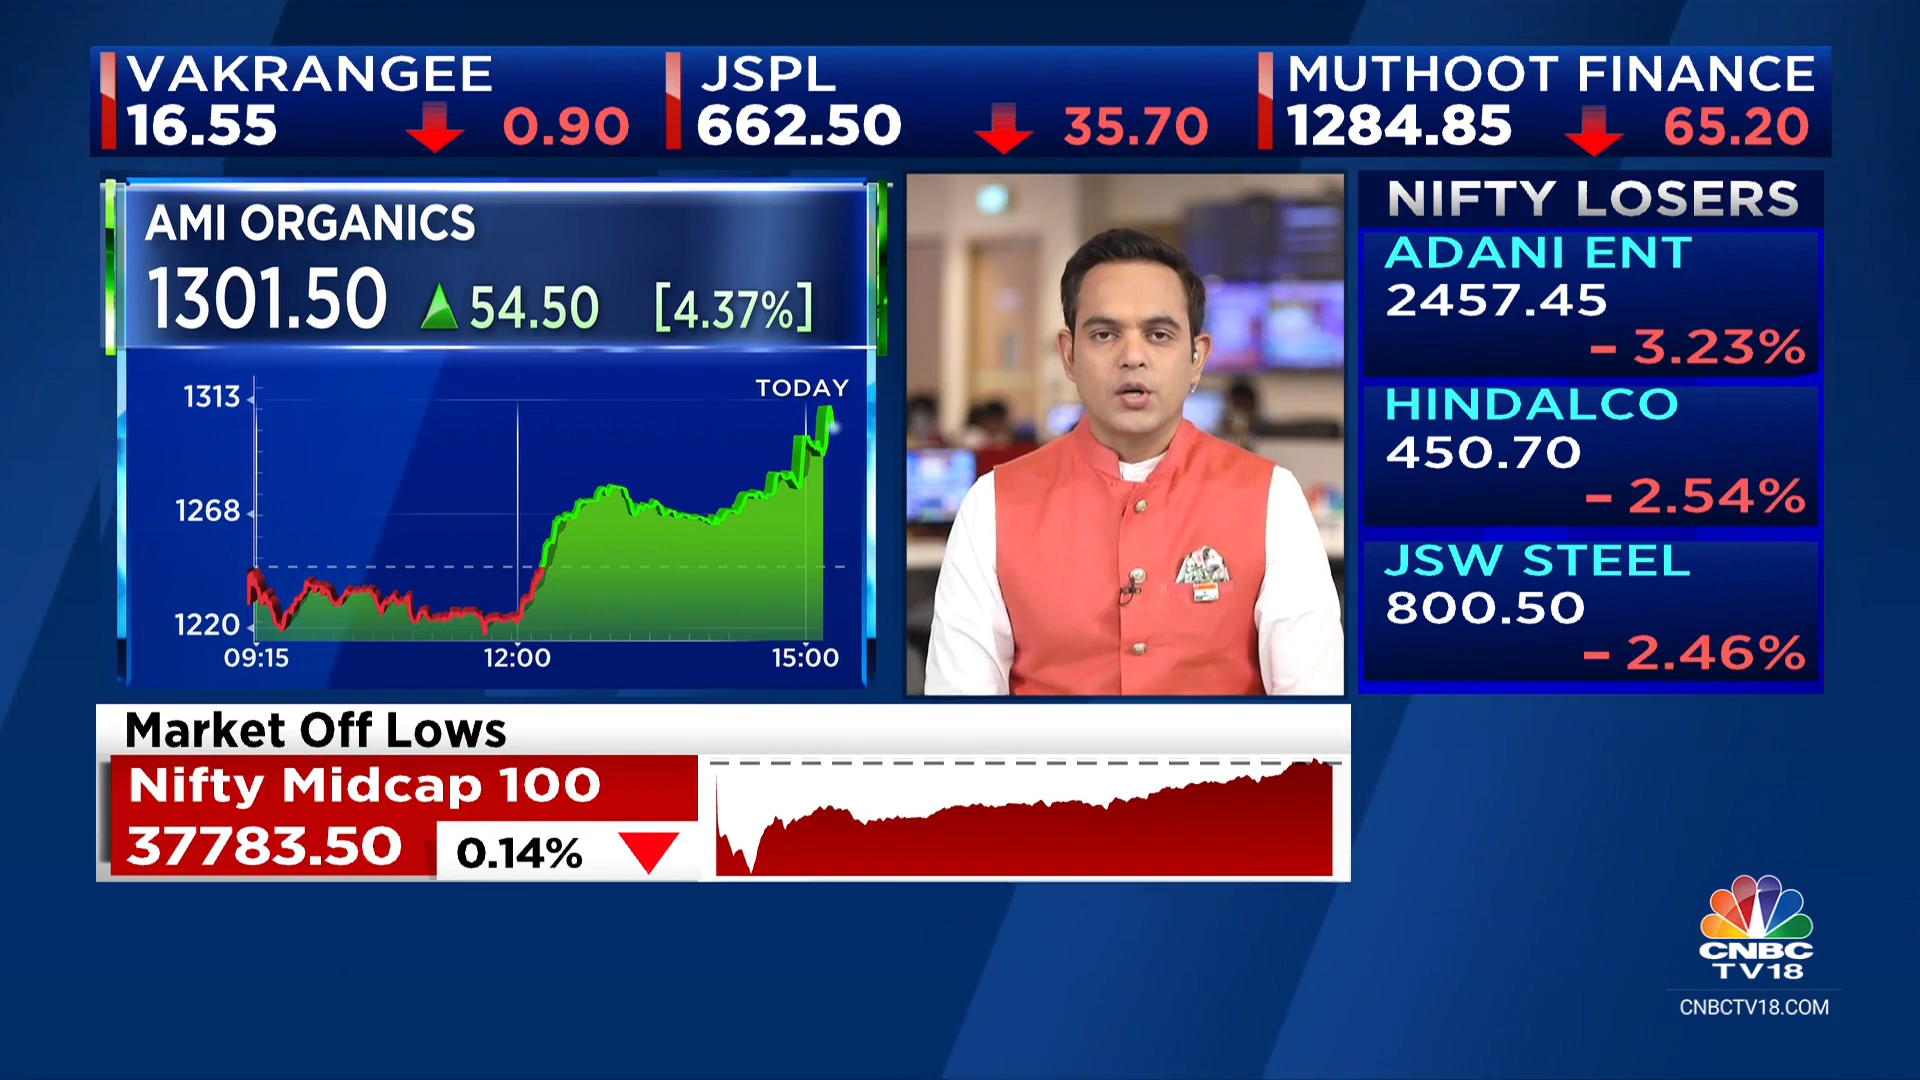 VAKRANGEE
16.55 0.90
JSPL
662.50 35.70
MUTHOOT FINANCE
1284.85 65.20
AMI ORGANICS
1301.50 54.50 [4.37%]
TODAY
1313
1268
1220
09:15 12:00 15:00
NIFTY LOSERS
ADANI ENT
2457.45
- 3.23%
HINDALCO
450.70
- 2.54%
JSW STEEL
800.50
- 2.46%
Market Off Lows
Nifty Midcap 100
37783.50 0.14%
CNBC
TV18
CNBCTV18.COM